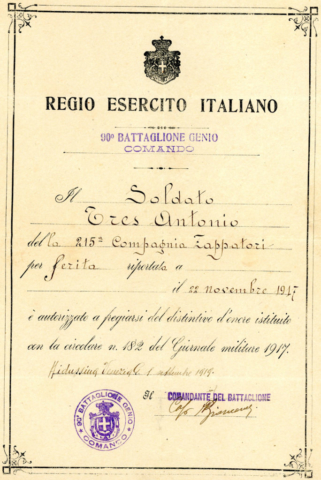 REGIO ESERCITO ITALIANO
90° BATTAGLIONE GENIO
COMANDO
Il Soldato
Tres Antonio
della 215ª Compagnia Zappatori
per ferita riportata a
il 22 novembre 1917
è autorizzato a fregiarsi del distintivo d'onore istituito
con la circolare n. 182 del Giornale militare 1917.
1919.
Il COMANDANTE DEL BATTAGLIONE
90° BATTAGLIONE GENIO
COMANDO